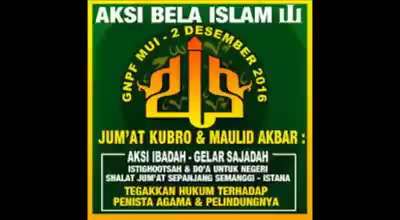 AKSI BELA ISLAM III
GNPF MUI - 2 DESEMBER 2016
JUM'AT KUBRO & MAULID AKBAR :
AKSI IBADAH - GELAR SAJADAH
ISTIGHOOTSAH & DO'A UNTUK NEGERI
SHALAT JUM'AT SEPANJANG SEMANGGI - ISTANA
TEGAKKAN HUKUM TERHADAP
PENISTA AGAMA & PELINDUNGNYA